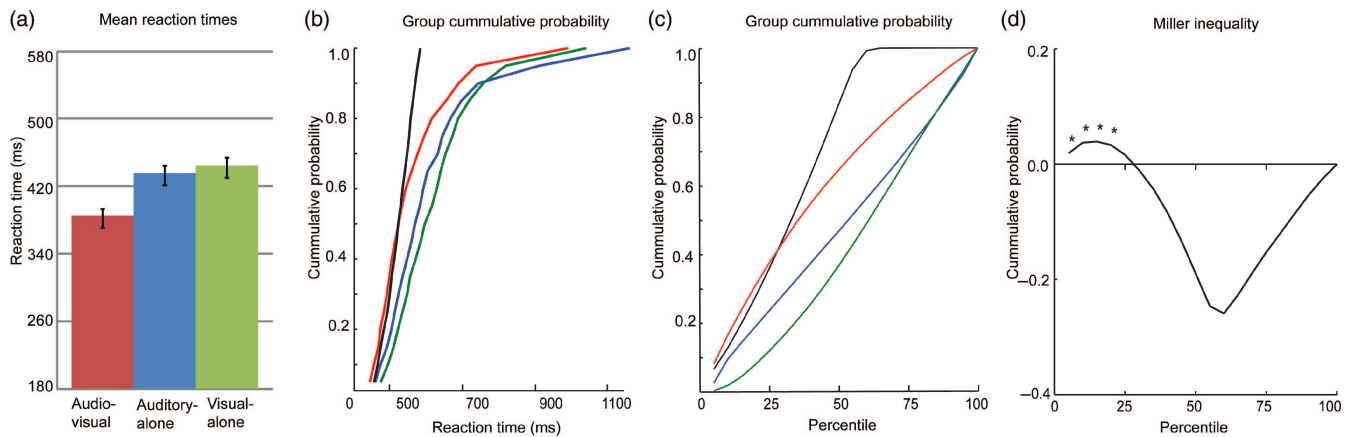 (a)
Mean reaction times
580
500
420
340
260
180
Reaction time (ms)
Audio-
visual
Auditory-
alone
Visual-
alone
(b)
Group cummulative probability
1.0
0.8
0.6
0.4
0.2
Cummulative probability
0 500 700 900 1100
Reaction time (ms)
(c)
Group cummulative probability
1.0
0.8
0.6
0.4
0.2
Cummulative probability
0 25 50 75 100
Percentile
(d)
Miller inequality
0.2
* * * *
0.0
−0.2
−0.4
Cummulative probability
0 25 50 75 100
Percentile